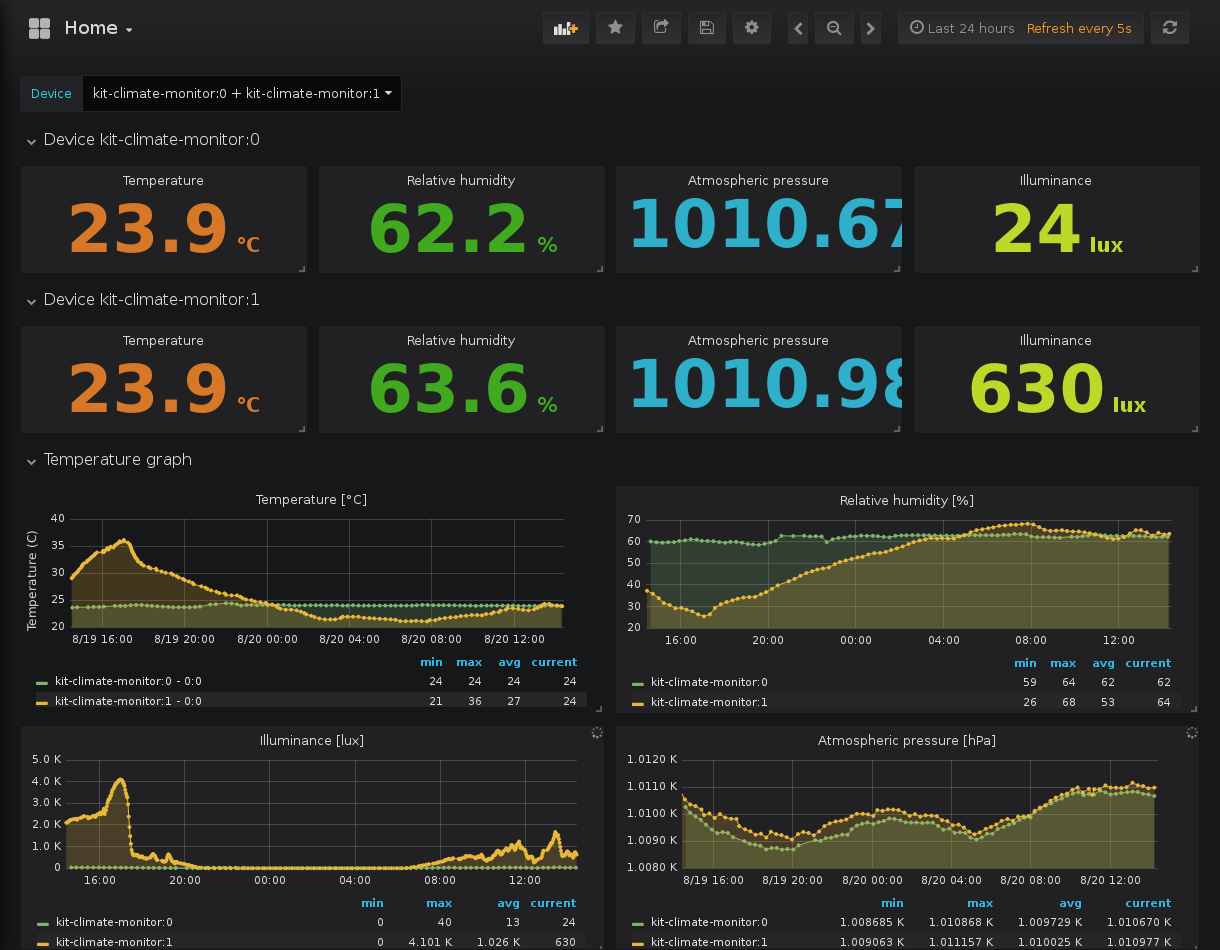 Home
Last 24 hours Refresh every 5s
Device kit-climate-monitor:0 + kit-climate-monitor:1
Device kit-climate-monitor:0
Temperature Relative humidity Atmospheric pressure Illuminance
23.9 °C 62.2 % 1010.67 24 lux
Device kit-climate-monitor:1
Temperature Relative humidity Atmospheric pressure Illuminance
23.9 °C 63.6 % 1010.98 630 lux
Temperature graph
Temperature [°C]
Temperature (C)
40
35
30
25
20
8/19 16:00 8/19 20:00 8/20 00:00 8/20 04:00 8/20 08:00 8/20 12:00
min max avg current
kit-climate-monitor:0 - 0:0 24 24 24 24
kit-climate-monitor:1 - 0:0 21 36 27 24
Relative humidity [%]
70
60
50
40
30
20
16:00 20:00 00:00 04:00 08:00 12:00
min max avg current
kit-climate-monitor:0 59 64 62 62
kit-climate-monitor:1 26 68 53 64
Illuminance [lux]
5.0 K
4.0 K
3.0 K
2.0 K
1.0 K
0
16:00 20:00 00:00 04:00 08:00 12:00
min max avg current
kit-climate-monitor:0 0 40 13 24
kit-climate-monitor:1 0 4.101 K 1.026 K 630
Atmospheric pressure [hPa]
1.0120 K
1.0110 K
1.0100 K
1.0090 K
1.0080 K
8/19 16:00 8/19 20:00 8/20 00:00 8/20 04:00 8/20 08:00 8/20 12:00
min max avg current
kit-climate-monitor:0 1.008685 K 1.010868 K 1.009729 K 1.010670 K
kit-climate-monitor:1 1.009063 K 1.011157 K 1.010025 K 1.010977 K